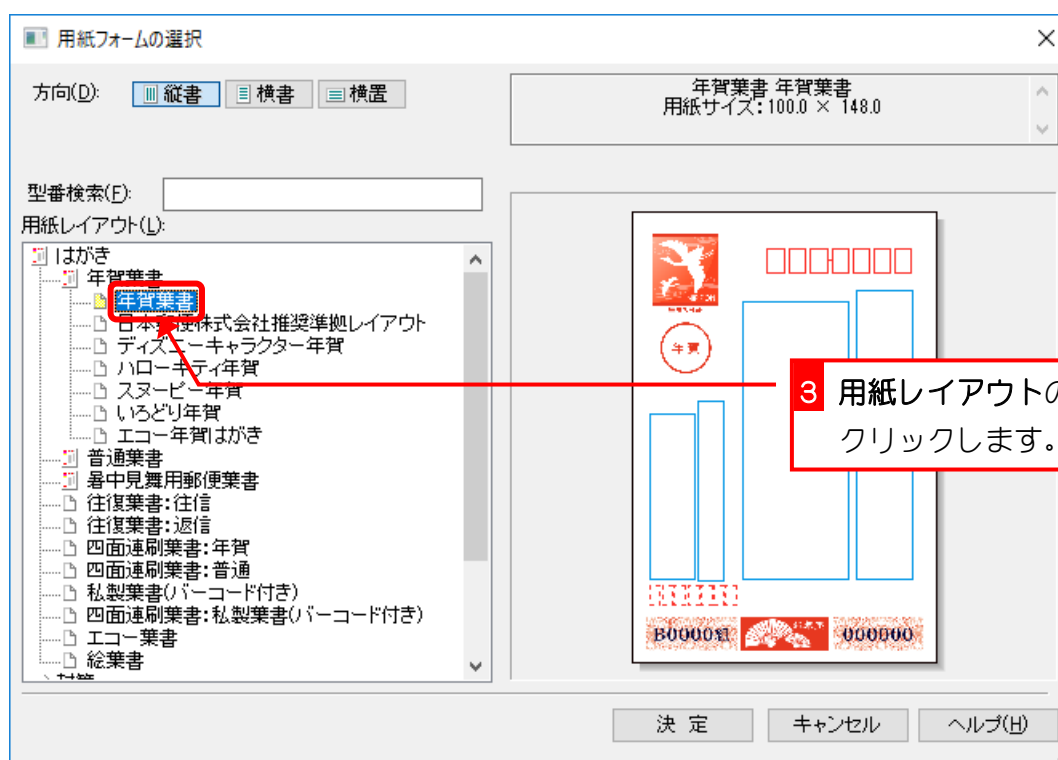 用紙フォームの選択
方向(D): 縦書 横書 横置
年賀葉書 年賀葉書
用紙サイズ:100.0 × 148.0
型番検索(F):
用紙レイアウト(L):
はがき
年賀葉書
年賀葉書
日本郵便株式会社推奨準拠レイアウト
ディズニーキャラクター年賀
ハローキティ年賀
スヌーピー年賀
いろどり年賀
エコー年賀はがき
普通葉書
暑中見舞用郵便葉書
往復葉書:往信
往復葉書:返信
四面連刷葉書:年賀
四面連刷葉書:普通
私製葉書(バーコード付き)
四面連刷葉書:私製葉書(バーコード付き)
エコー葉書
絵葉書
年賀
B0000組 000000
3 用紙レイアウトの
クリックします。
決定 キャンセル ヘルプ(H)